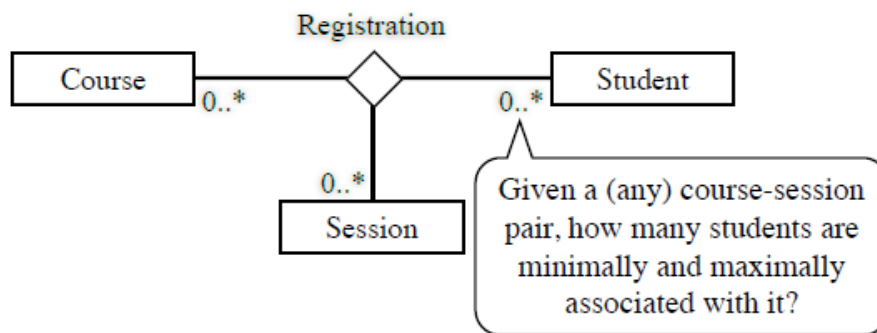 Registration
Course
Student
0..*
0..*
0..*
Session
Given a (any) course-session
pair, how many students are
minimally and maximally
associated with it?